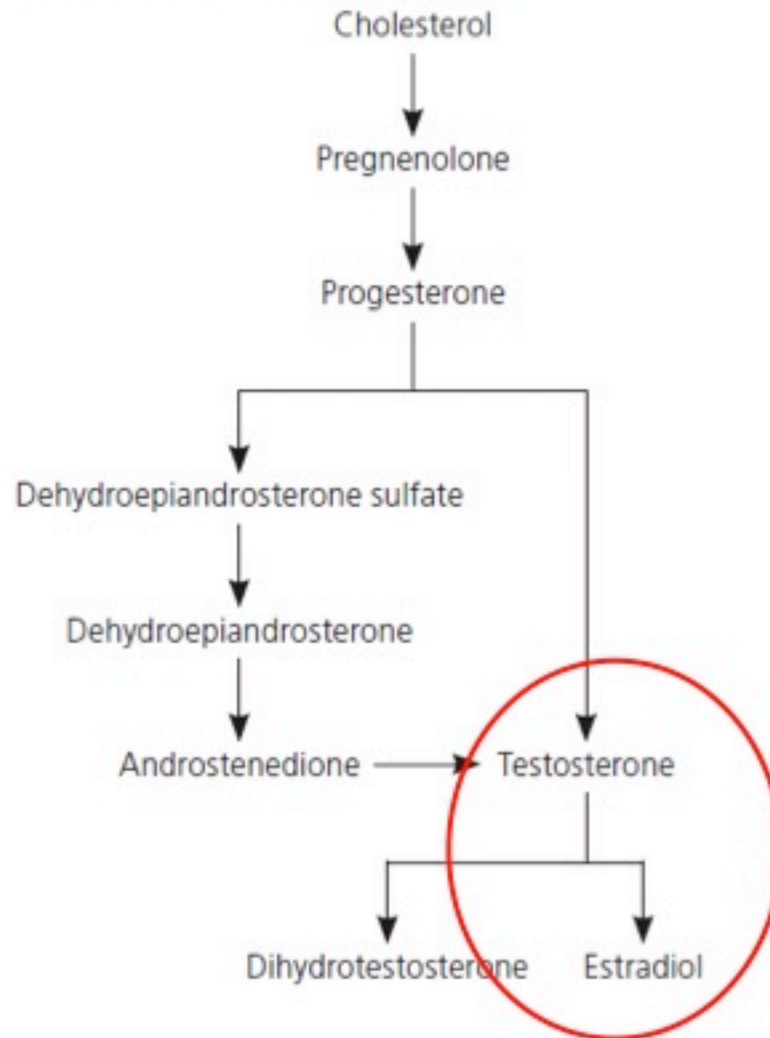 Cholesterol
Pregnenolone
Progesterone
Dehydroepiandrosterone sulfate
Dehydroepiandrosterone
Androstenedione
Testosterone
Dihydrotestosterone
Estradiol